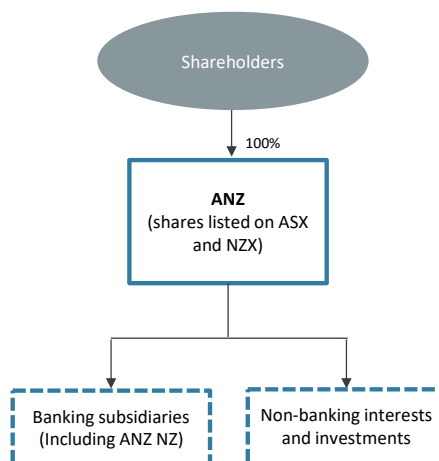 Shareholders
100%
ANZ
(shares listed on ASX
and NZX)
Banking subsidiaries
(Including ANZ NZ)
Non-banking interests
and investments